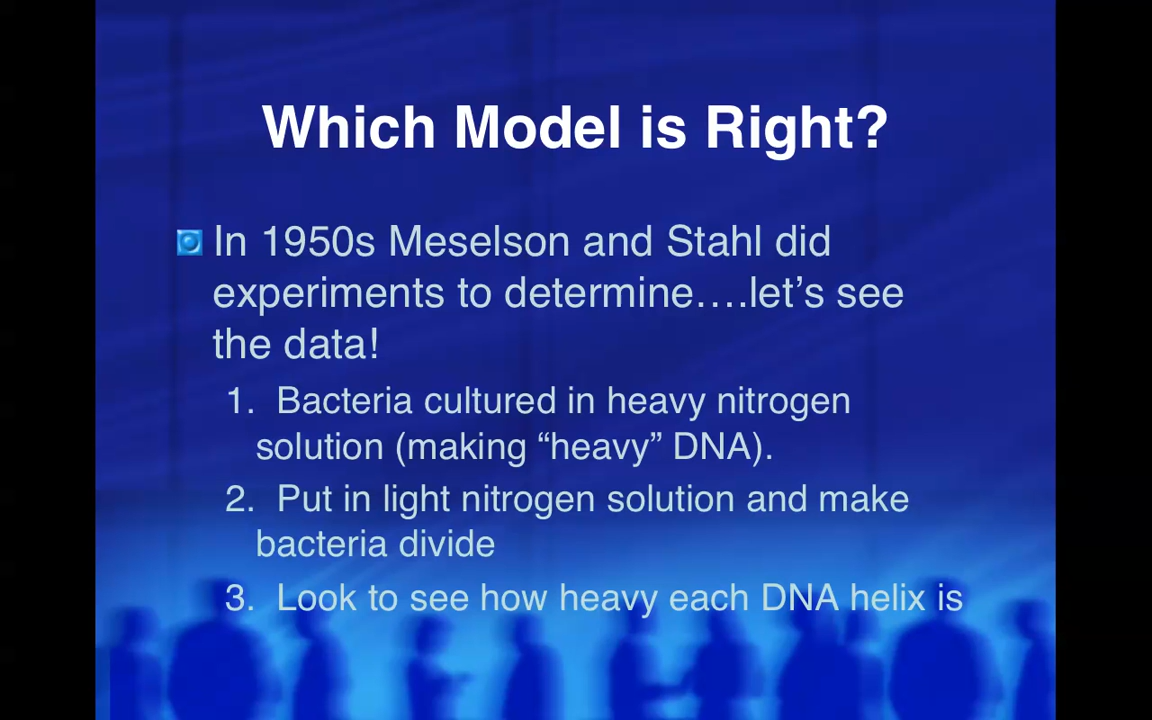 Which Model is Right?
In 1950s Meselson and Stahl did
experiments to determine....let’s see
the data!
1. Bacteria cultured in heavy nitrogen
solution (making “heavy” DNA).
2. Put in light nitrogen solution and make
bacteria divide
3. Look to see how heavy each DNA helix is